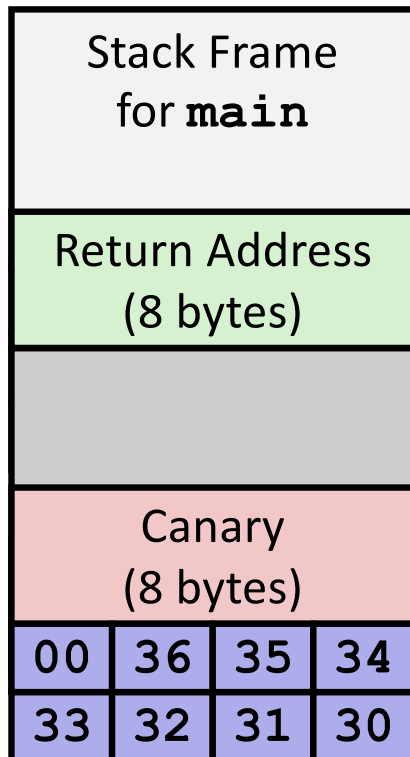 Stack Frame
for main
Return Address
(8 bytes)
Canary
(8 bytes)
00 36 35 34
33 32 31 30